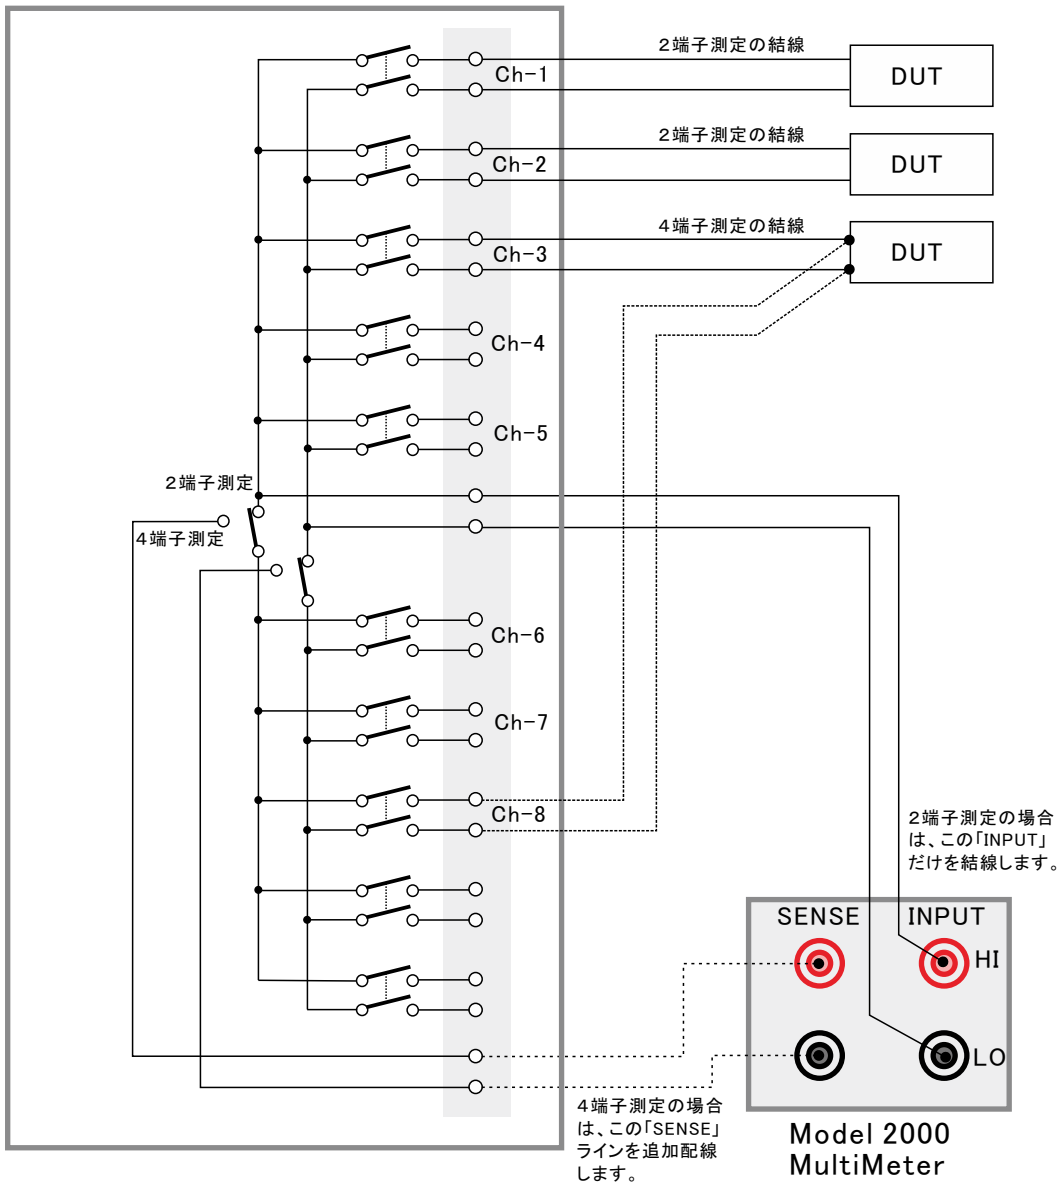 2端子測定の結線
Ch-1
DUT
2端子測定の結線
Ch-2
DUT
4端子測定の結線
Ch-3
DUT
Ch-4
Ch-5
2端子測定
4端子測定
Ch-6
Ch-7
Ch-8
2端子測定の場合
は、この「INPUT」
だけを結線します。
SENSE
INPUT
HI
LO
4端子測定の場合
は、この「SENSE」
ラインを追加配線
します。
Model 2000
MultiMeter